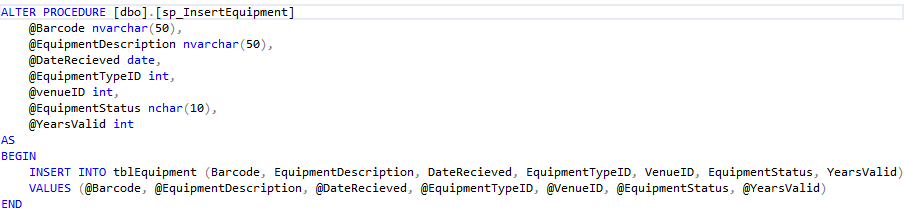 ALTER PROCEDURE [dbo].[sp_InsertEquipment]
@Barcode nvarchar(50),
@EquipmentDescription nvarchar(50),
@DateRecieved date,
@EquipmentTypeID int,
@venueID int,
@EquipmentStatus nchar(10),
@YearsValid int
AS
BEGIN
INSERT INTO tblEquipment (Barcode, EquipmentDescription, DateRecieved, EquipmentTypeID, VenueID, EquipmentStatus, YearsValid)
VALUES (@Barcode, @EquipmentDescription, @DateRecieved, @EquipmentTypeID, @VenueID, @EquipmentStatus, @YearsValid)
END